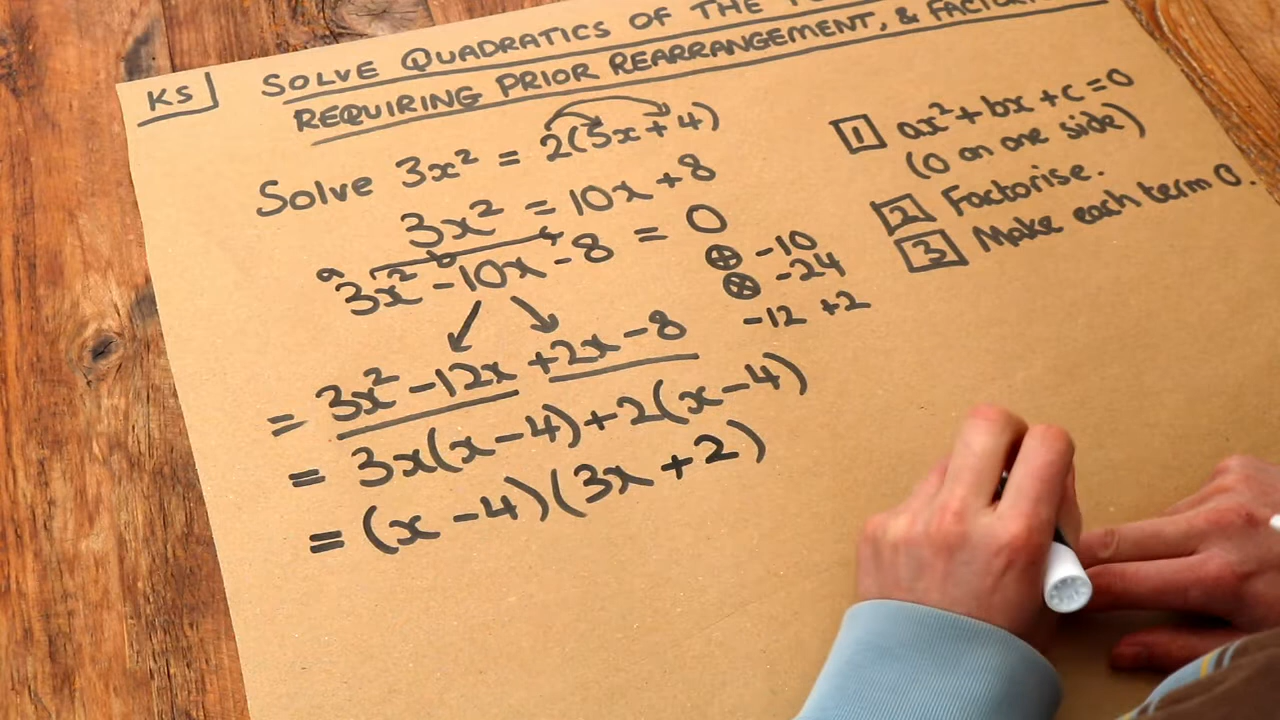 KS SOLVE QUADRATICS OF THE
REQUIRING PRIOR REARRANGEMENT, &
Solve 3x² = 2(5x+4)
3x² = 10x+8
a b
3x² -10x -8 = 0
⊕ -10
⊗ -24
-12 +2
= 3x² -12x +2x -8
= 3x(x-4)+2(x-4)
= (x-4)(3x+2)
1 ax²+bx+c=0
(0 on one side)
2 Factorise.
3 Make each term 0.